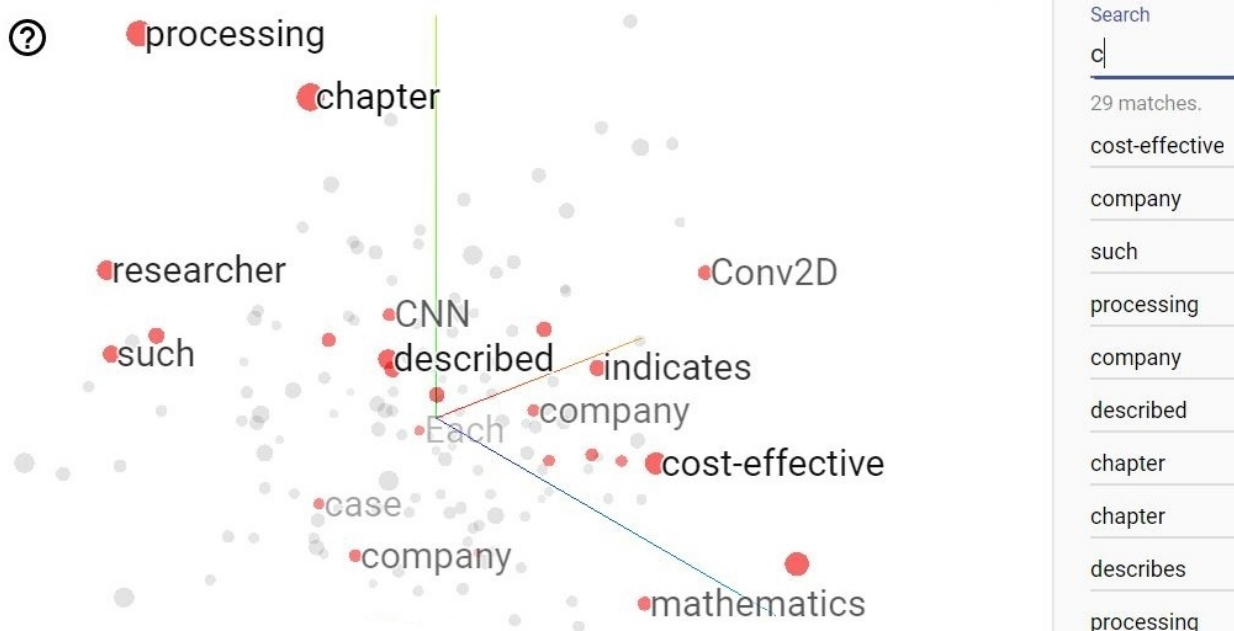 ?
processing
chapter
researcher
Conv2D
CNN
such
described
indicates
company
Each
cost-effective
case
company
mathematics
Search
c
29 matches.
cost-effective
company
such
processing
company
described
chapter
chapter
describes
processing